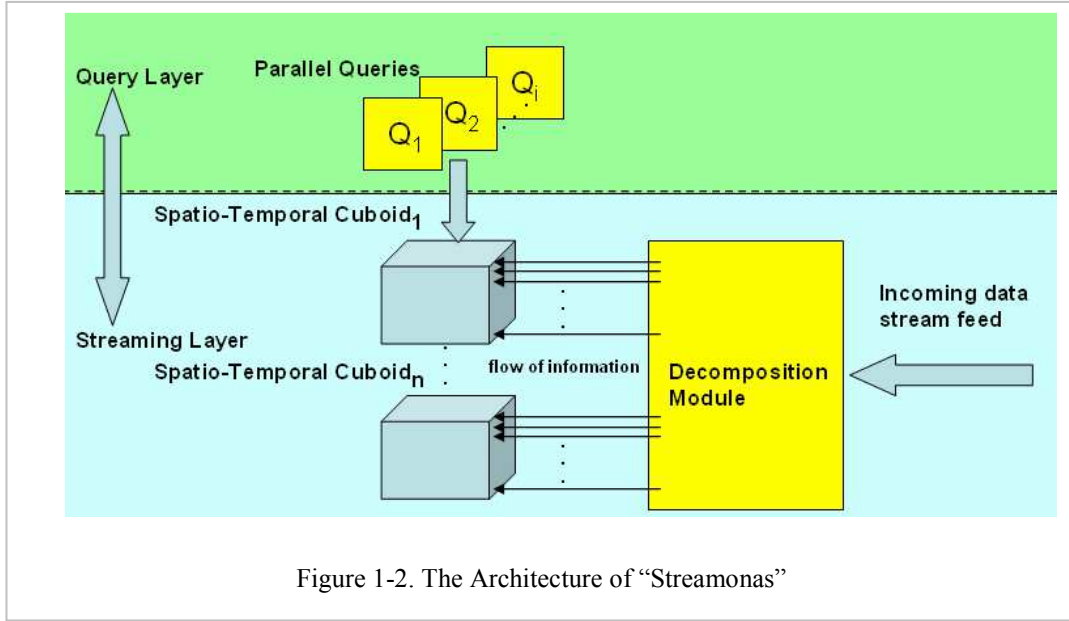 Query Layer
Parallel Queries
Q1
Q2
Qi
Spatio-Temporal Cuboid1
Streaming Layer
Spatio-Temporal Cuboidn
flow of information
Decomposition
Module
Incoming data
stream feed
Figure 1-2. The Architecture of “Streamonas”